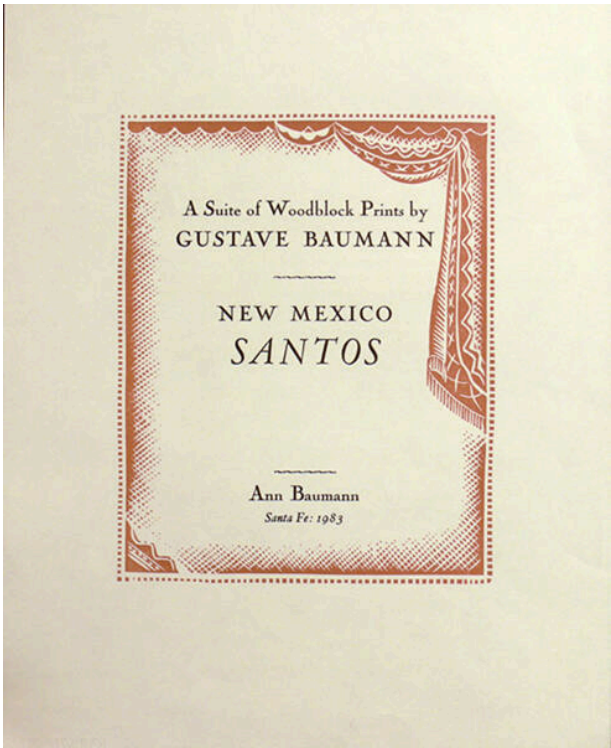 A Suite of Woodblock Prints by
GUSTAVE BAUMANN
NEW MEXICO
SANTOS
Ann Baumann
Santa Fe: 1983